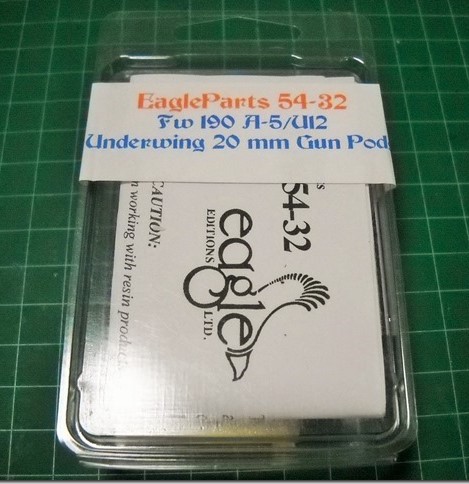 EagleParts 54-32
Fw 190 A-5/U12
Underwing 20 mm Gun Pod
54-32
eagle
EDITIONS LTD.
CAUTION:
working with resin